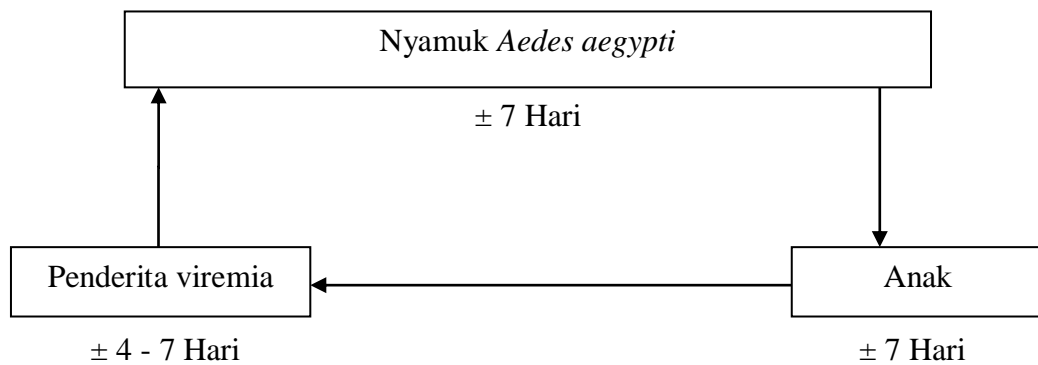 Nyamuk Aedes aegypti
± 7 Hari
Penderita viremia
Anak
± 4 - 7 Hari
± 7 Hari